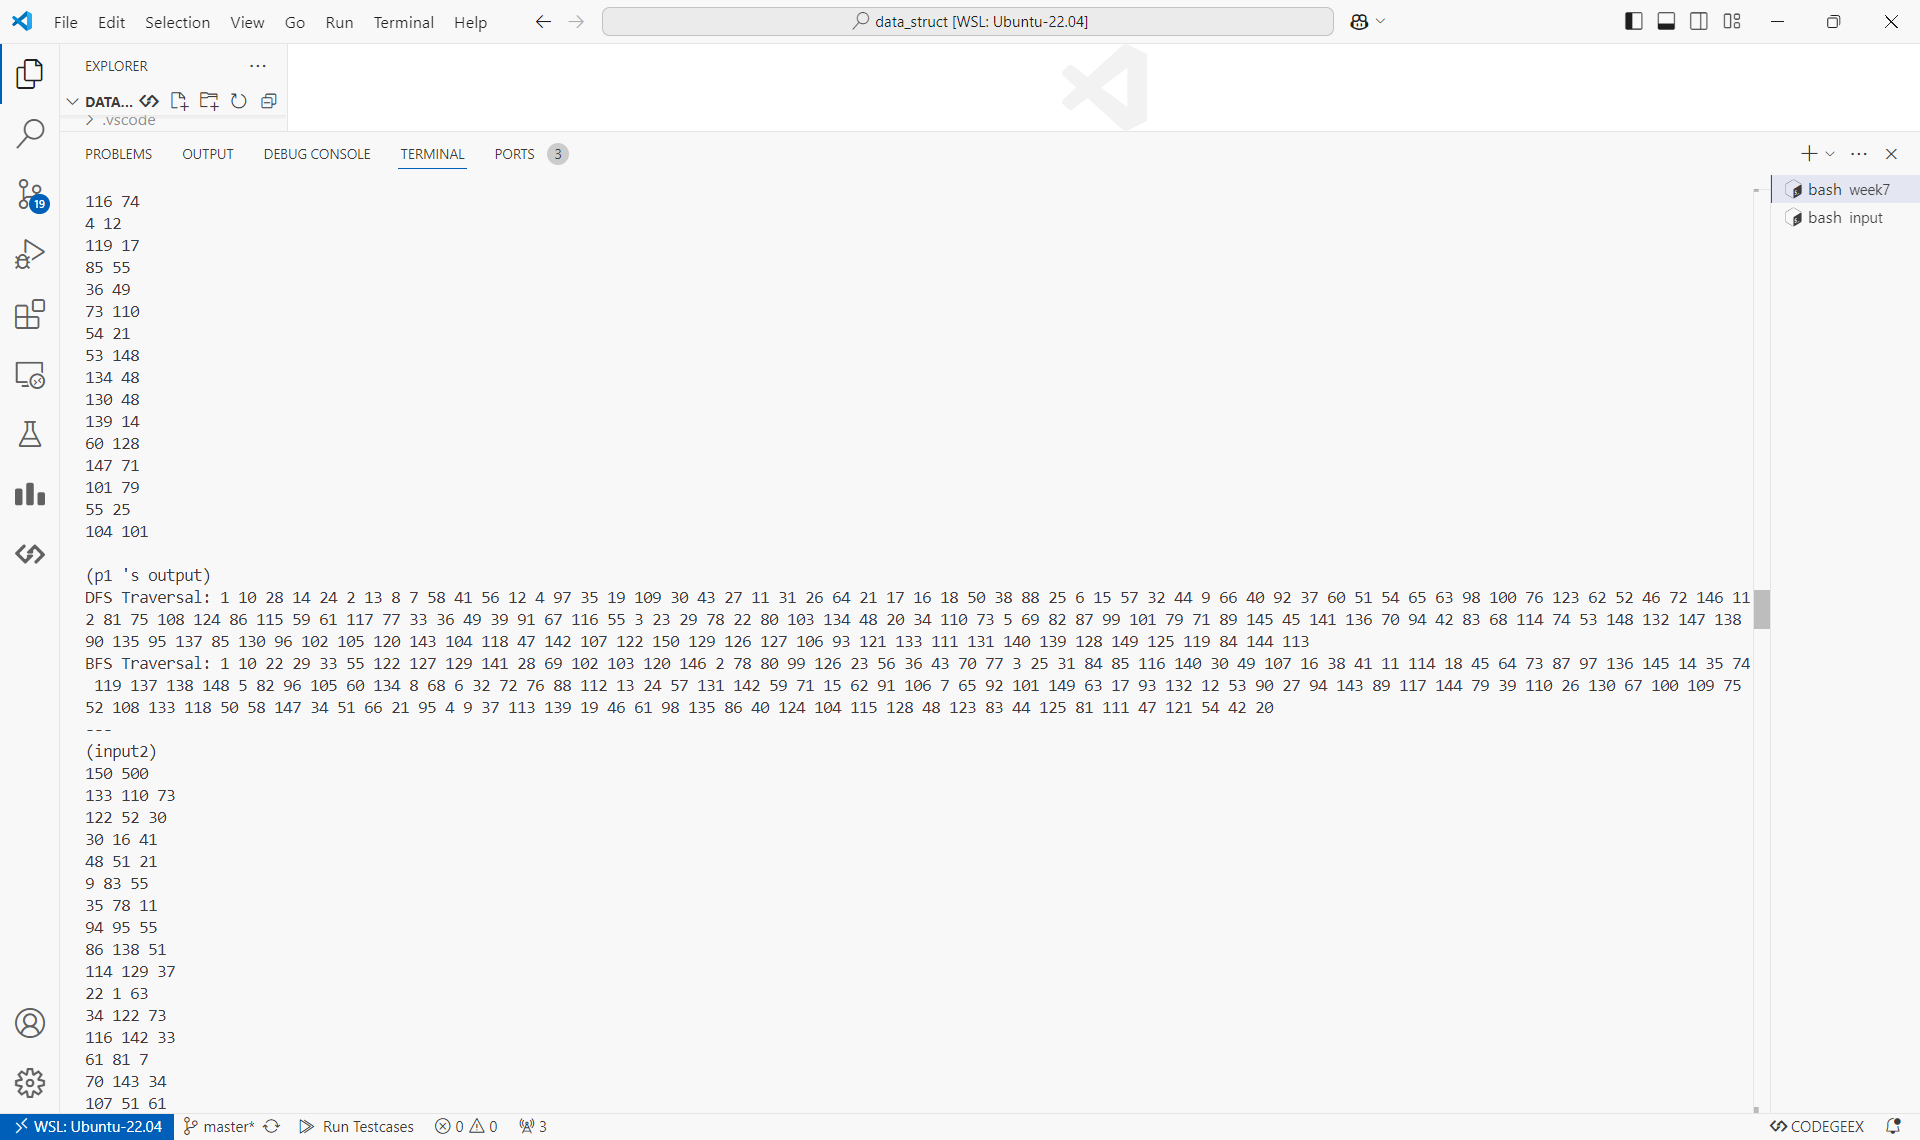 File Edit Selection View Go Run Terminal Help
data_struct [WSL: Ubuntu-22.04]
EXPLORER
DATA...
.vscode
PROBLEMS OUTPUT DEBUG CONSOLE TERMINAL PORTS 3
bash week7
bash input
19
116 74
4 12
119 17
85 55
36 49
73 110
54 21
53 148
134 48
130 48
139 14
60 128
147 71
101 79
55 25
104 101
(p1 's output)
DFS Traversal: 1 10 28 14 24 2 13 8 7 58 41 56 12 4 97 35 19 109 30 43 27 11 31 26 64 21 17 16 18 50 38 88 25 6 15 57 32 44 9 66 40 92 37 60 51 54 65 63 98 100 76 123 62 52 46 72 146 11
2 81 75 108 124 86 115 59 61 117 77 33 36 49 39 91 67 116 55 3 23 29 78 22 80 103 134 48 20 34 110 73 5 69 82 87 99 101 79 71 89 145 45 141 136 70 94 42 83 68 114 74 53 148 132 147 138
90 135 95 137 85 130 96 102 105 120 143 104 118 47 142 107 122 150 129 126 127 106 93 121 133 111 131 140 139 128 149 125 119 84 144 113
BFS Traversal: 1 10 22 29 33 55 122 127 129 141 28 69 102 103 120 146 2 78 80 99 126 23 56 36 43 70 77 3 25 31 84 85 116 140 30 49 107 16 38 41 11 114 18 45 64 73 87 97 136 145 14 35 74
119 137 138 148 5 82 96 105 60 134 8 68 6 32 72 76 88 112 13 24 57 131 142 59 71 15 62 91 106 7 65 92 101 149 63 17 93 132 12 53 90 27 94 143 89 117 144 79 39 110 26 130 67 100 109 75
52 108 133 118 50 58 147 34 51 66 21 95 4 9 37 113 139 19 46 61 98 135 86 40 124 104 115 128 48 123 83 44 125 81 111 47 121 54 42 20
---
(input2)
150 500
133 110 73
122 52 30
30 16 41
48 51 21
9 83 55
35 78 11
94 95 55
86 138 51
114 129 37
22 1 63
34 122 73
116 142 33
61 81 7
70 143 34
107 51 61
WSL: Ubuntu-22.04 master* Run Testcases 0 0 3 CODEGEEX